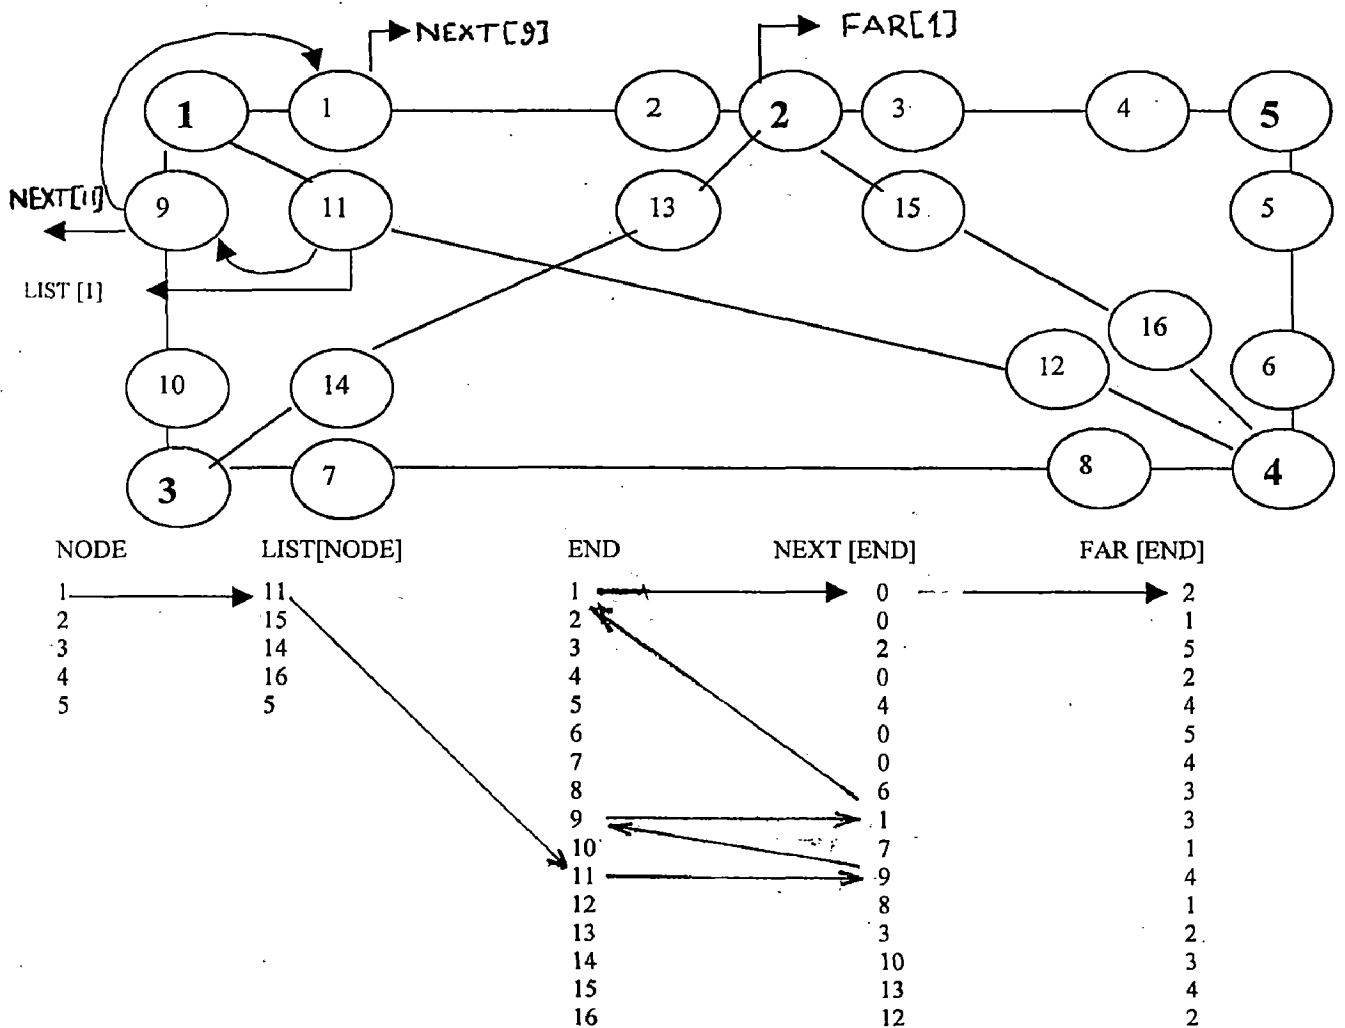 NEXT[9] FAR[1]
1 1 2 2 3 4 5
NEXT[11] 9 11 13 15 5
LIST [1]
16
10 14 12 6
3 7 8 4
NODE LIST[NODE] END NEXT [END] FAR [END]
1 11 1 0 2
2 15 2 0 1
3 14 3 2 5
4 16 4 0 2
5 5 5 4 4
6 0 5
7 0 4
8 6 3
9 1 3
10 7 1
11 9 4
12 8 1
13 3 2
14 10 3
15 13 4
16 12 2